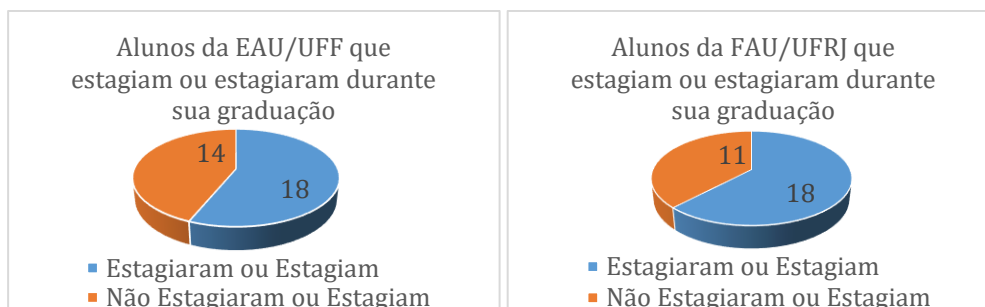 Alunos da EAU/UFF que
estagiam ou estagiaram durante
sua graduação
14
18
Estagiaram ou Estagiam
Não Estagiaram ou Estagiam
Alunos da FAU/UFRJ que
estagiam ou estagiaram durante
sua graduação
11
18
Estagiaram ou Estagiam
Não Estagiaram ou Estagiam